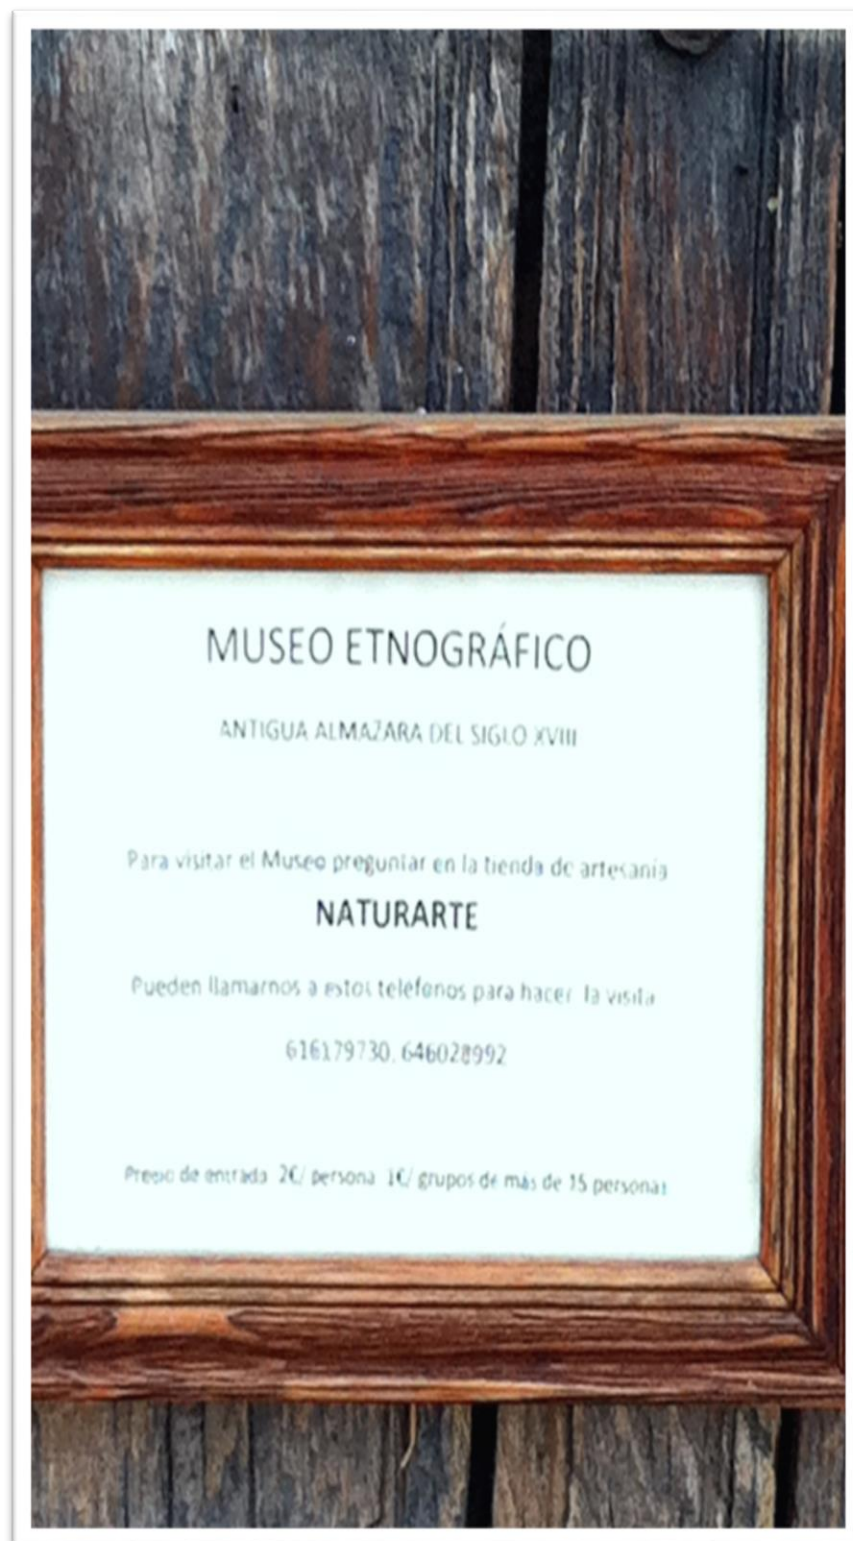 MUSEO ETNOGRÁFICO
ANTIGUA ALMAZARA DEL SIGLO XVIII
Para visitar el Museo preguntar en la tienda de artesanía
NATURARTE
Pueden llamarnos a estos telefonos para hacer la visita
616179730, 646028992
Precio de entrada 2€/ persona 1€/ grupos de más de 15 personas